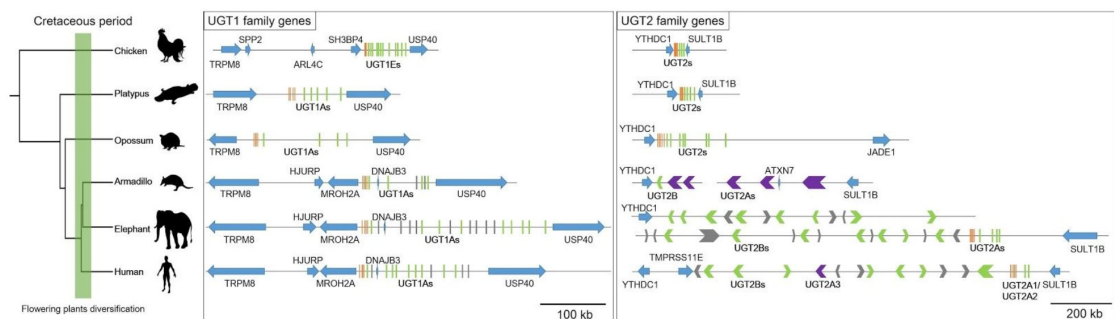 Cretaceous period
Chicken
Platypus
Opossum
Armadillo
Elephant
Human
Flowering plants diversification
UGT1 family genes
SPP2
SH3BP4
USP40
TRPM8
ARL4C
UGT1Es
TRPM8
UGT1As
USP40
TRPM8
UGT1As
USP40
HJURP
DNAJB3
TRPM8
MROH2A
UGT1As
USP40
HJURP
DNAJB3
TRPM8
MROH2A
UGT1As
USP40
HJURP
DNAJB3
TRPM8
MROH2A
UGT1As
USP40
100 kb
UGT2 family genes
YTHDC1
SULT1B
UGT2s
YTHDC1
SULT1B
UGT2s
YTHDC1
UGT2s
JADE1
YTHDC1
ATXN7
UGT2B
UGT2As
SULT1B
YTHDC1
UGT2Bs
UGT2As
SULT1B
TMPRSS11E
YTHDC1
UGT2Bs
UGT2A3
UGT2A1/
UGT2A2
SULT1B
200 kb